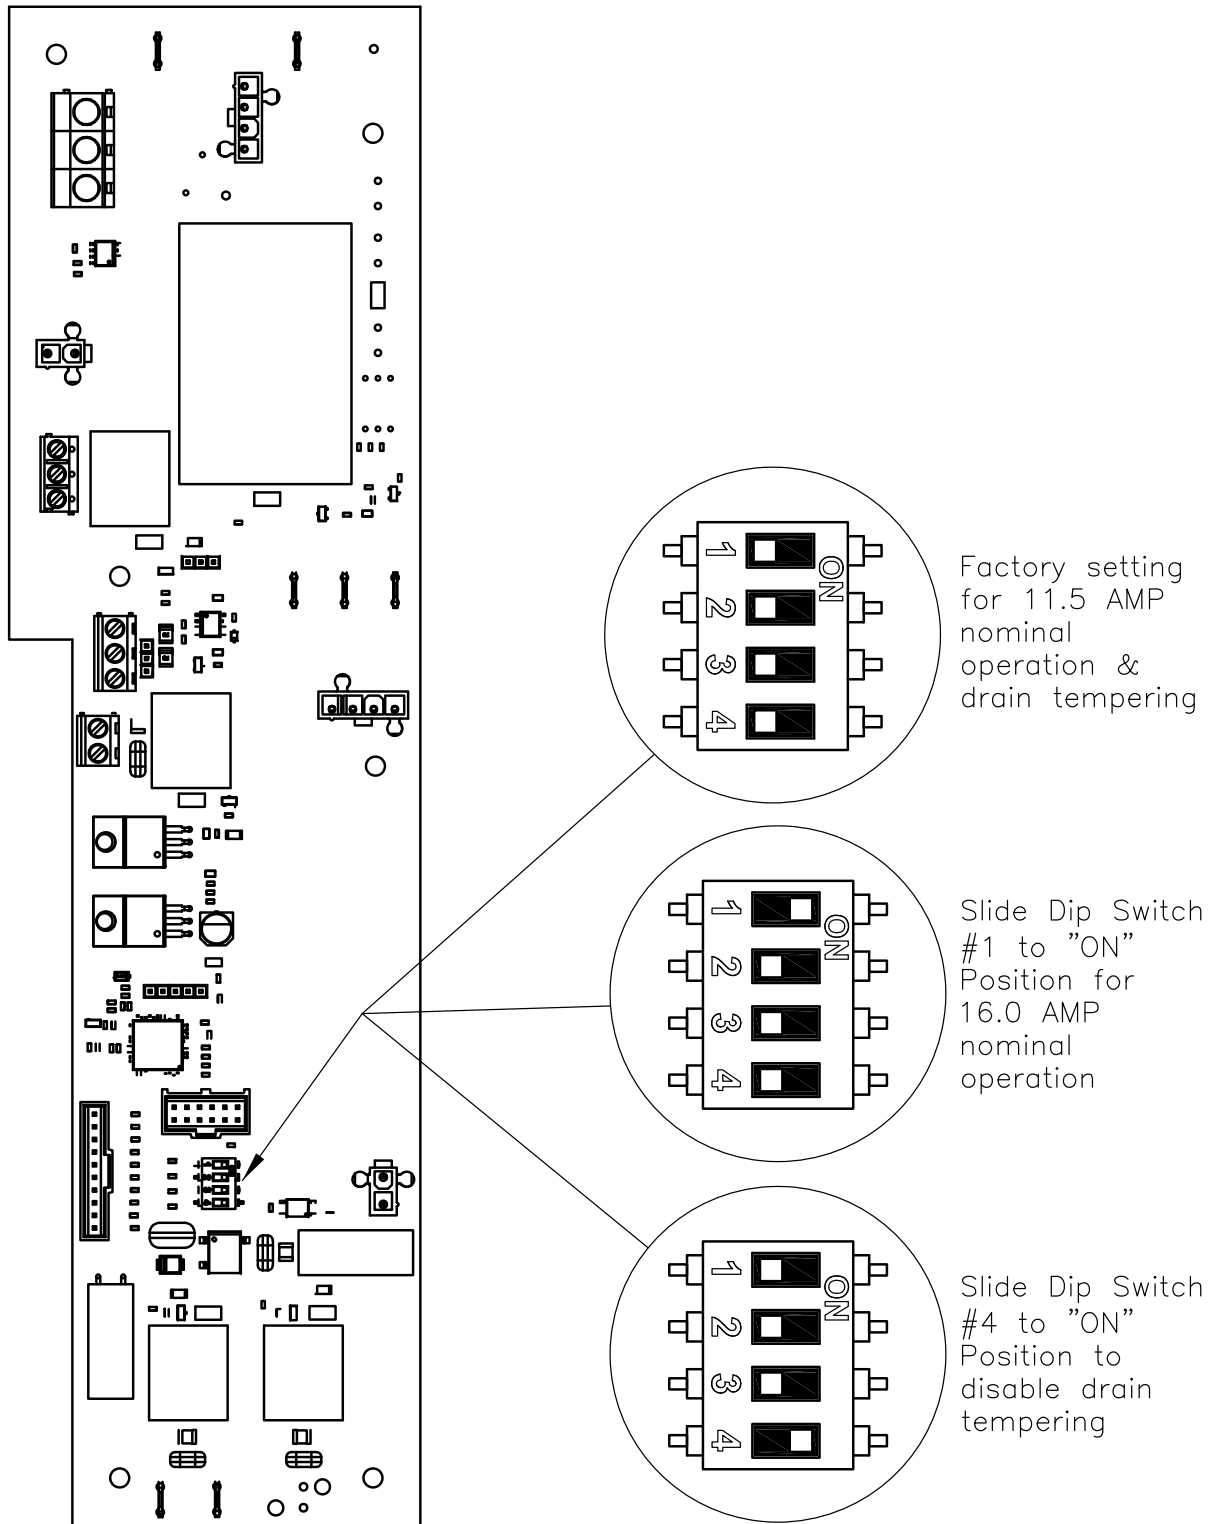 1
ON
2
3
4
Factory setting
for 11.5 AMP
nominal
operation &
drain tempering
1
ON
2
3
4
Slide Dip Switch
#1 to ”ON”
Position for
16.0 AMP
nominal
operation
1
ON
2
3
4
Slide Dip Switch
#4 to ”ON”
Position to
disable drain
tempering